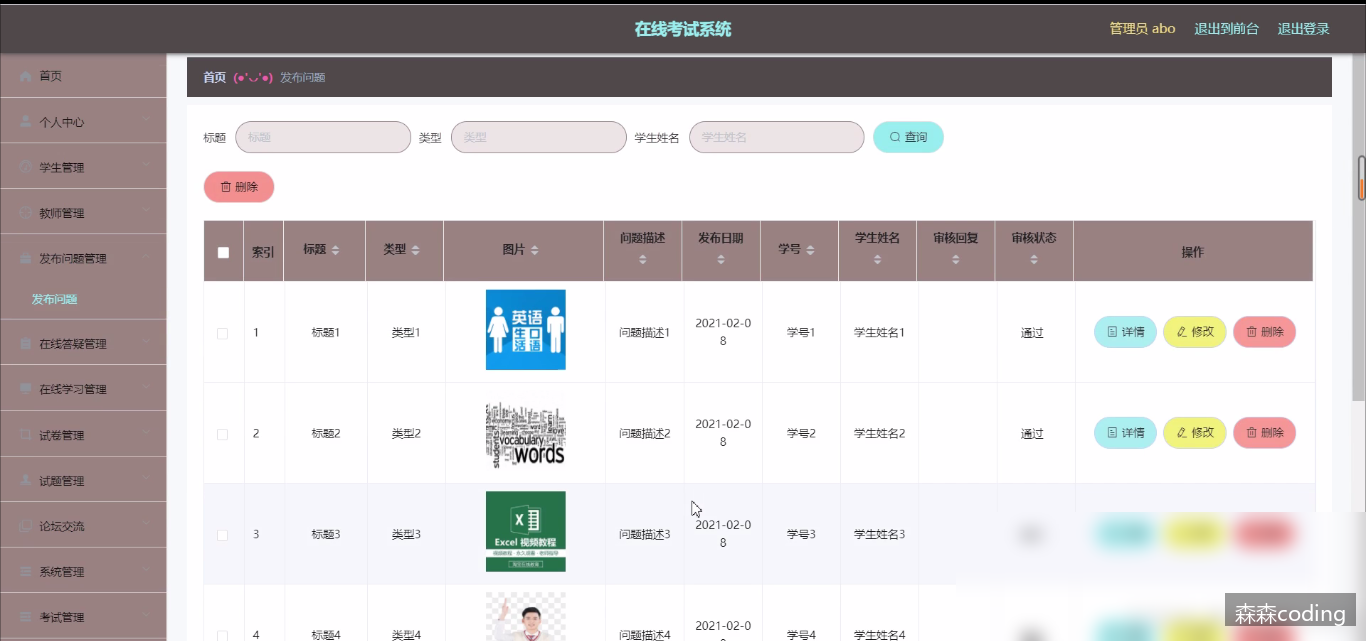 在线考试系统
管理员 abo 退出到前台 退出登录
首页
个人中心
学生管理
教师管理
发布问题管理
发布问题
在线答疑管理
在线学习管理
试卷管理
试题管理
论坛交流
系统管理
考试管理
首页 (●'◡'●) 发布问题
标题 标题 类型 类型 学生姓名 学生姓名 查询
删除
索引 标题 类型 图片 问题描述 发布日期 学号 学生姓名 审核回复 审核状态 操作
1 标题1 类型1 英语生活口语 问题描述1 2021-02-08 学号1 学生姓名1 通过 详情 修改 删除
2 标题2 类型2 vocabulary words students 问题描述2 2021-02-08 学号2 学生姓名2 通过 详情 修改 删除
3 标题3 类型3 Excel 视频教程 问题描述3 2021-02-08 学号3 学生姓名3
4 标题4 类型4 问题描述4 2021-02-0 学号4 学生姓名4
森森coding